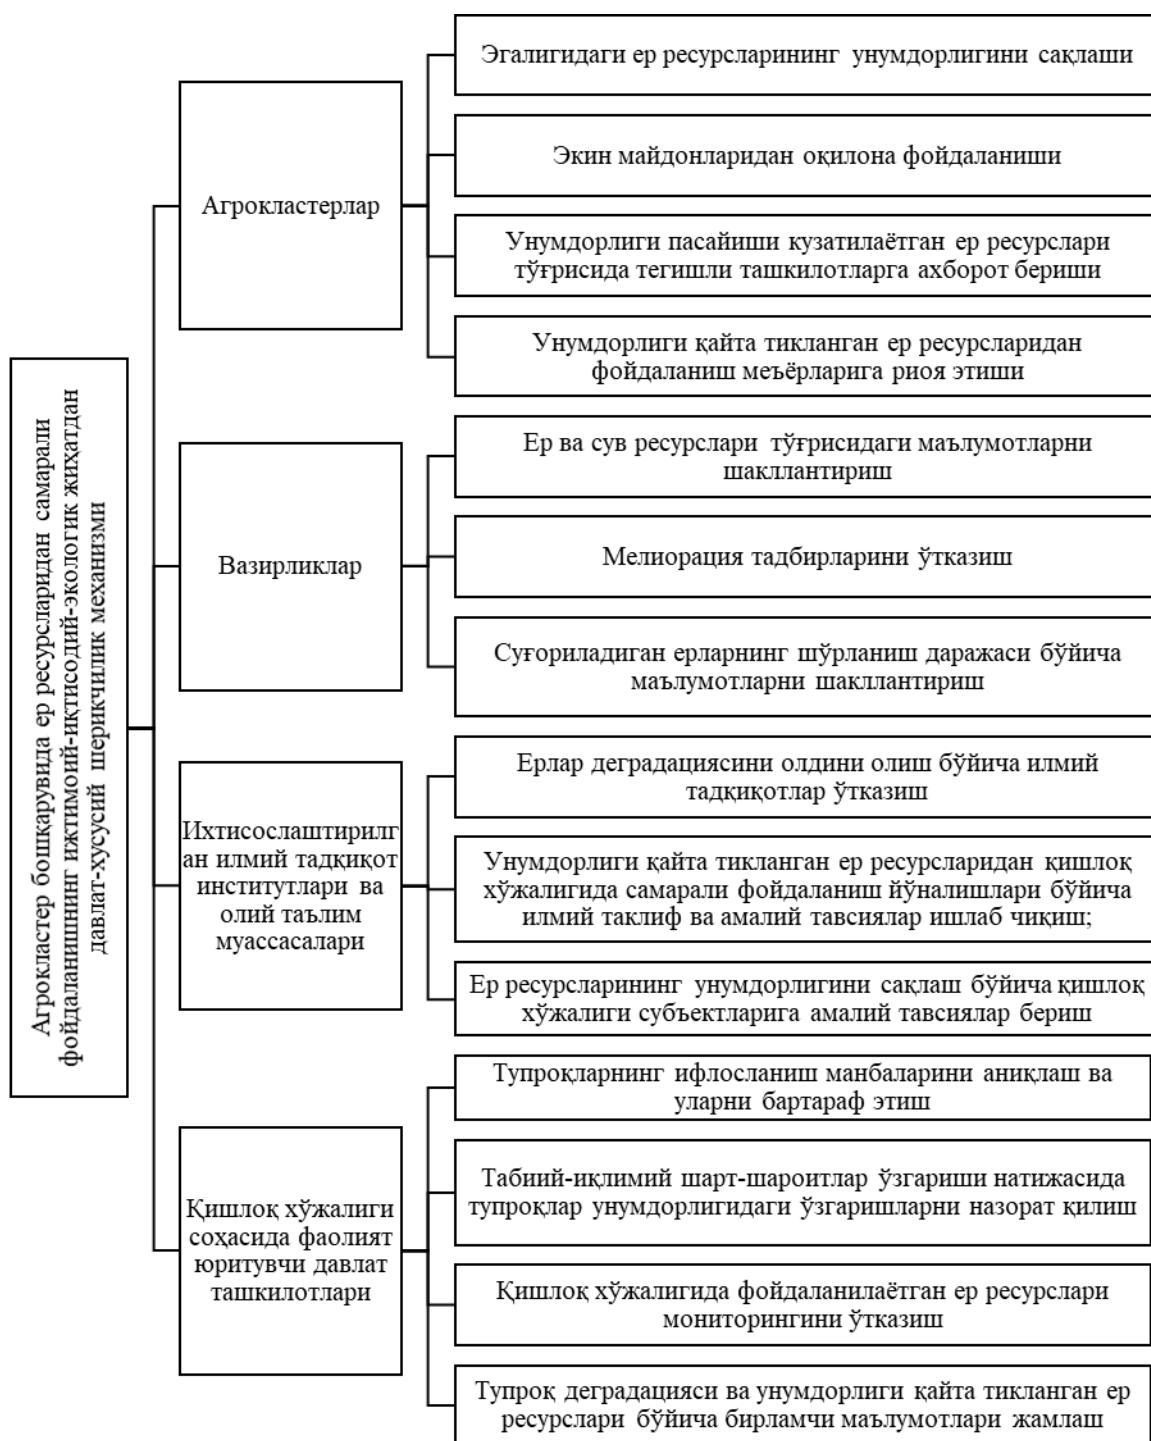 Агрокластер бошқарувида ер ресурсларидан самарали
фойдаланишнинг ижтимоий-иқтисодий-экологик жиҳатдан
давлат-хусусий шерикчилик механизми
Агрокластерлар
Эгалигидаги ер ресурсларининг унумдорлигини сақлаши
Экин майдонларидан оқилона фойдаланиши
Унумдорлиги пасайиши кузатилаётган ер ресурслари
тўғрисида тегишли ташкилотларга ахборот бериши
Унумдорлиги қайта тикланган ер ресурсларидан
фойдаланиш меъёрларига риоя этиши
Вазирликлар
Ер ва сув ресурслари тўғрисидаги маълумотларни
шакллантириш
Мелиорация тадбирларини ўтказиш
Суғориладиган ерларнинг шўрланиш даражаси бўйича
маълумотларни шакллантириш
Ихтисослаштирилг
ан илмий тадқиқот
институтлари ва
олий таълим
муассасалари
Ерлар деградациясини олдини олиш бўйича илмий
тадқиқотлар ўтказиш
Унумдорлиги қайта тикланган ер ресурсларидан қишлоқ
хўжалигида самарали фойдаланиш йўналишлари бўйича
илмий таклиф ва амалий тавсиялар ишлаб чиқиш;
Ер ресурсларининг унумдорлигини сақлаш бўйича қишлоқ
хўжалиги субъектларига амалий тавсиялар бериш
Қишлоқ хўжалиги
соҳасида фаолият
юритувчи давлат
ташкилотлари
Тупроқларнинг ифлосланиш манбаларини аниқлаш ва
уларни бартараф этиш
Табиий-иқлимий шарт-шароитлар ўзгариши натижасида
тупроқлар унумдорлигидаги ўзгаришларни назорат қилиш
Қишлоқ хўжалигида фойдаланилаётган ер ресурслари
мониторингини ўтказиш
Тупроқ деградацияси ва унумдорлиги қайта тикланган ер
ресурслари бўйича бирламчи маълумотлари жамлаш